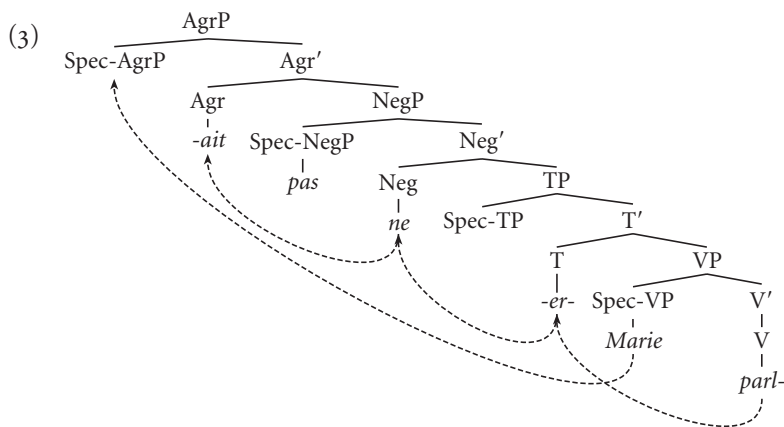 (3) AgrP
Spec-AgrP Agr′
Agr NegP
-ait Spec-NegP Neg′
pas Neg TP
ne Spec-TP T′
T VP
-er- Spec-VP V′
Marie V
parl-